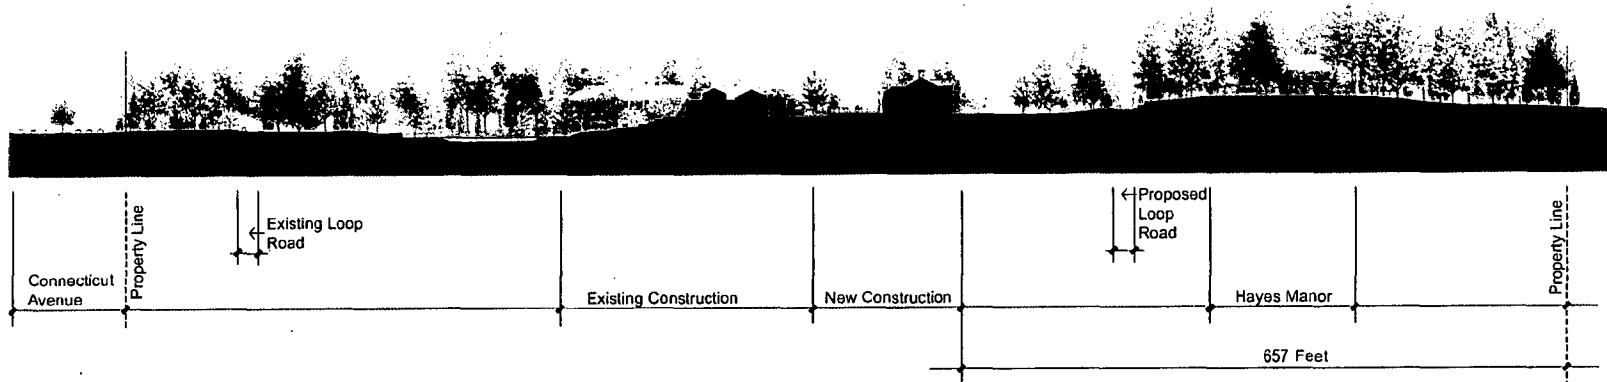 Connecticut
Avenue
Property Line
Existing Loop
Road
Existing Construction
New Construction
Proposed
Loop
Road
Hayes Manor
Property Line
657 Feet